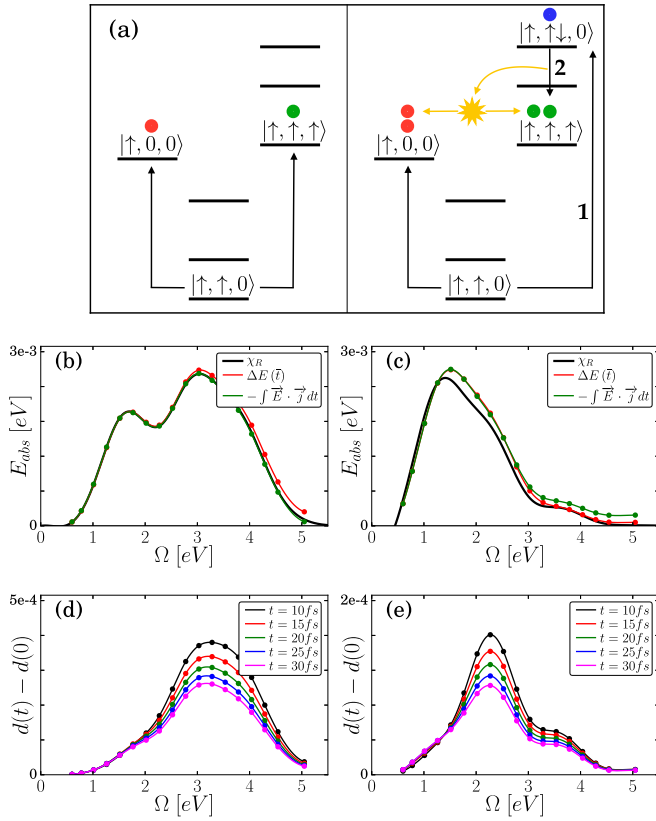 (a)
|↑, ↑↓, 0⟩
2
|↑, 0, 0⟩
|↑, ↑, ↑⟩
|↑, 0, 0⟩
|↑, ↑, ↑⟩
1
|↑, ↑, 0⟩
|↑, ↑, 0⟩
(b)
3e-3
χ_R
ΔE (t̄)
−∫ E⃗ · j⃗ dt
E_abs [eV]
0
0 1 2 3 4 5
Ω [eV]
(c)
3e-3
χ_R
ΔE (t̄)
−∫ E⃗ · j⃗ dt
E_abs [eV]
0
0 1 2 3 4 5
Ω [eV]
(d)
5e-4
t = 10fs
t = 15fs
t = 20fs
t = 25fs
t = 30fs
d(t) − d(0)
0
0 1 2 3 4 5
Ω [eV]
(e)
2e-4
t = 10fs
t = 15fs
t = 20fs
t = 25fs
t = 30fs
d(t) − d(0)
0
0 1 2 3 4 5
Ω [eV]